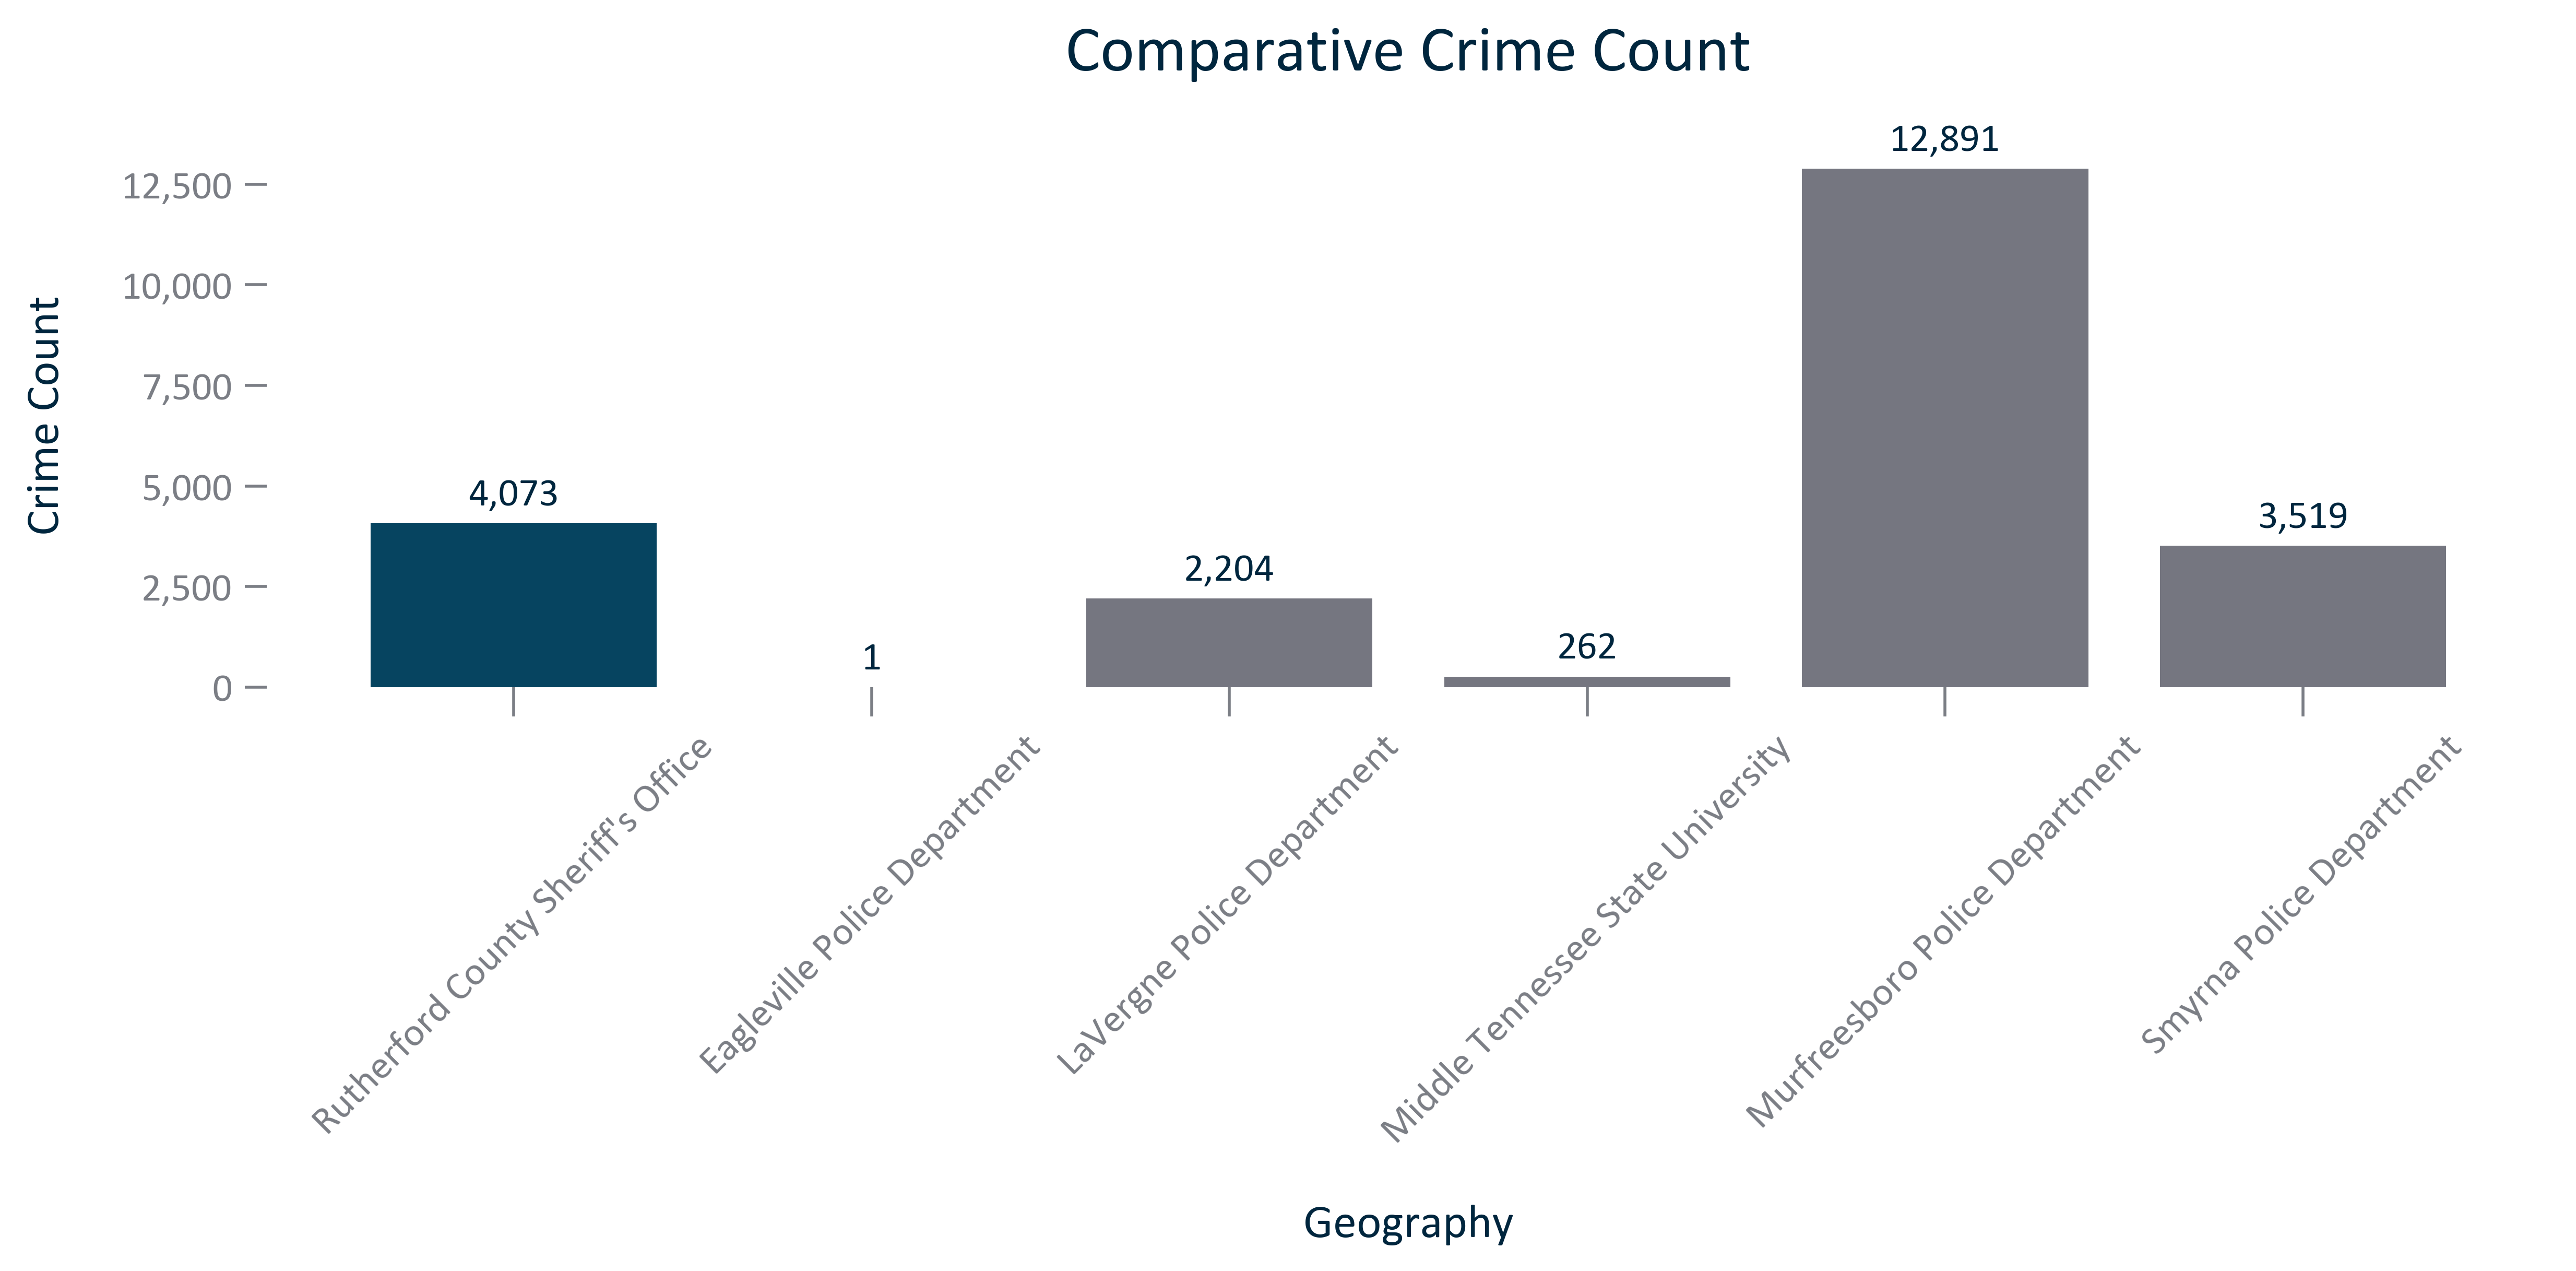 Comparative Crime Count
Crime Count
12,500
10,000
7,500
5,000
2,500
0
4,073
1
2,204
262
12,891
3,519
Rutherford County Sheriff's Office
Eagleville Police Department
LaVergne Police Department
Middle Tennessee State University
Murfreesboro Police Department
Smyrna Police Department
Geography